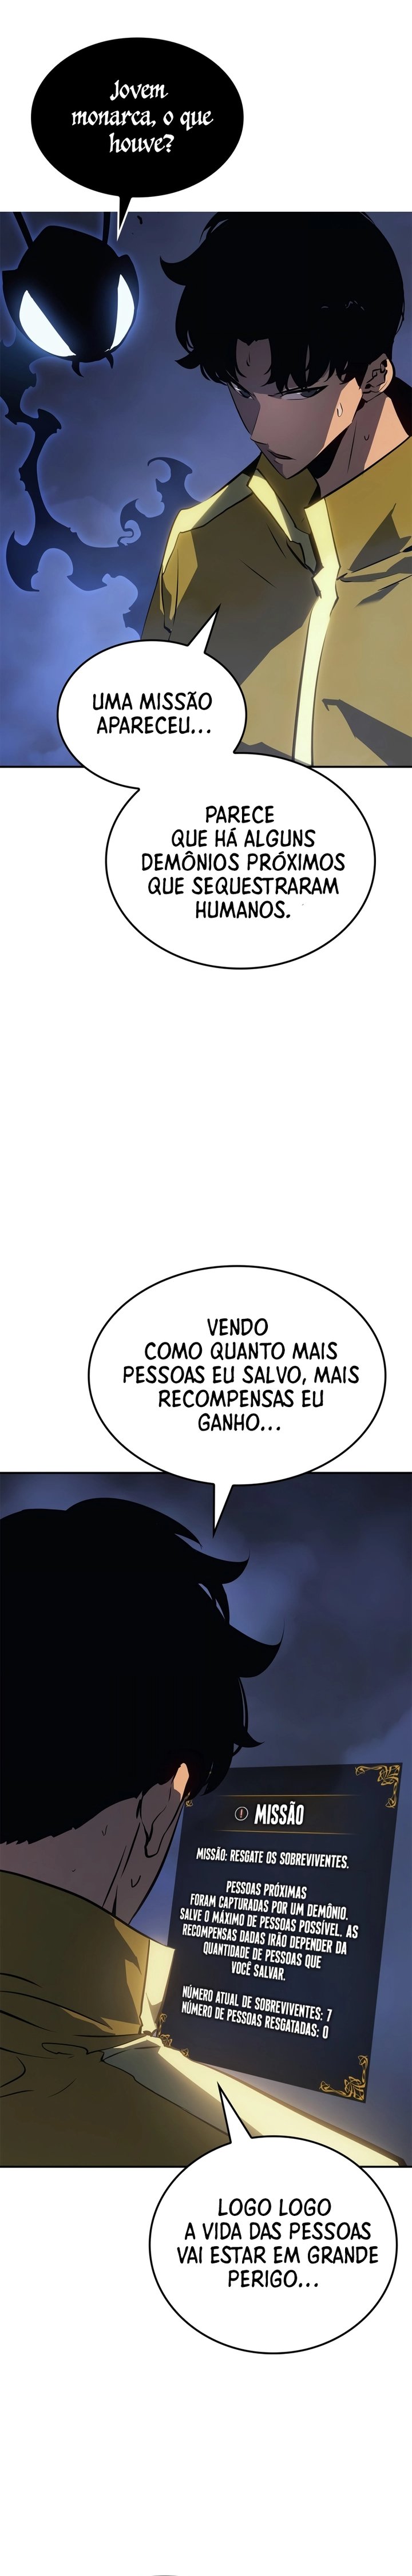 Jovem
monarca, o que
houve?
UMA MISSÃO
APARECEU...
PARECE
QUE HÁ ALGUNS
DEMÔNIOS PRÓXIMOS
QUE SEQUESTRARAM
HUMANOS.
VENDO
COMO QUANTO MAIS
PESSOAS EU SALVO, MAIS
RECOMPENSAS EU
GANHO...
MISSÃO
MISSÃO: RESGATE OS SOBREVIVENTES.
PESSOAS PRÓXIMAS
FORAM CAPTURADAS POR UM DEMÔNIO.
SALVE O MÁXIMO DE PESSOAS POSSÍVEL. AS
RECOMPENSAS DADAS IRÃO DEPENDER DA
QUANTIDADE DE PESSOAS QUE
VOCÊ SALVAR.
NÚMERO ATUAL DE SOBREVIVENTES: 7
NÚMERO DE PESSOAS RESGATADAS: 0
LOGO LOGO
A VIDA DAS PESSOAS
VAI ESTAR EM GRANDE
PERIGO...